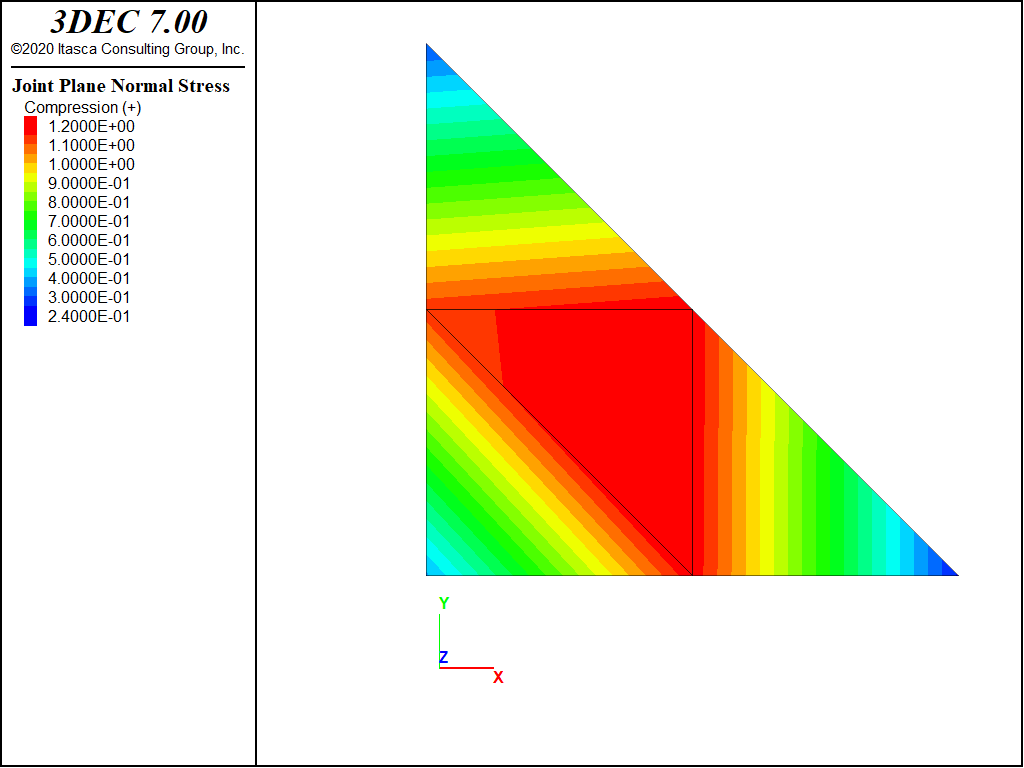 3DEC 7.00
©2020 Itasca Consulting Group, Inc.
Joint Plane Normal Stress
Compression (+)
1.2000E+00
1.1000E+00
1.0000E+00
9.0000E-01
8.0000E-01
7.0000E-01
6.0000E-01
5.0000E-01
4.0000E-01
3.0000E-01
2.4000E-01
Y
Z
X